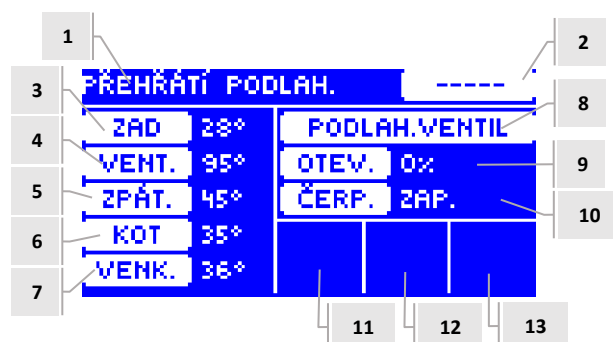 1
2
PŘEHŘÁTÍ PODLAH.
-----
3
ZAD 28°
PODLAH.VENTIL
8
4
VENT. 95°
OTEV. 0%
9
5
ZPÁT. 45°
ČERP. ZAP.
10
6
KOT 35°
7
VENK. 36°
11
12
13